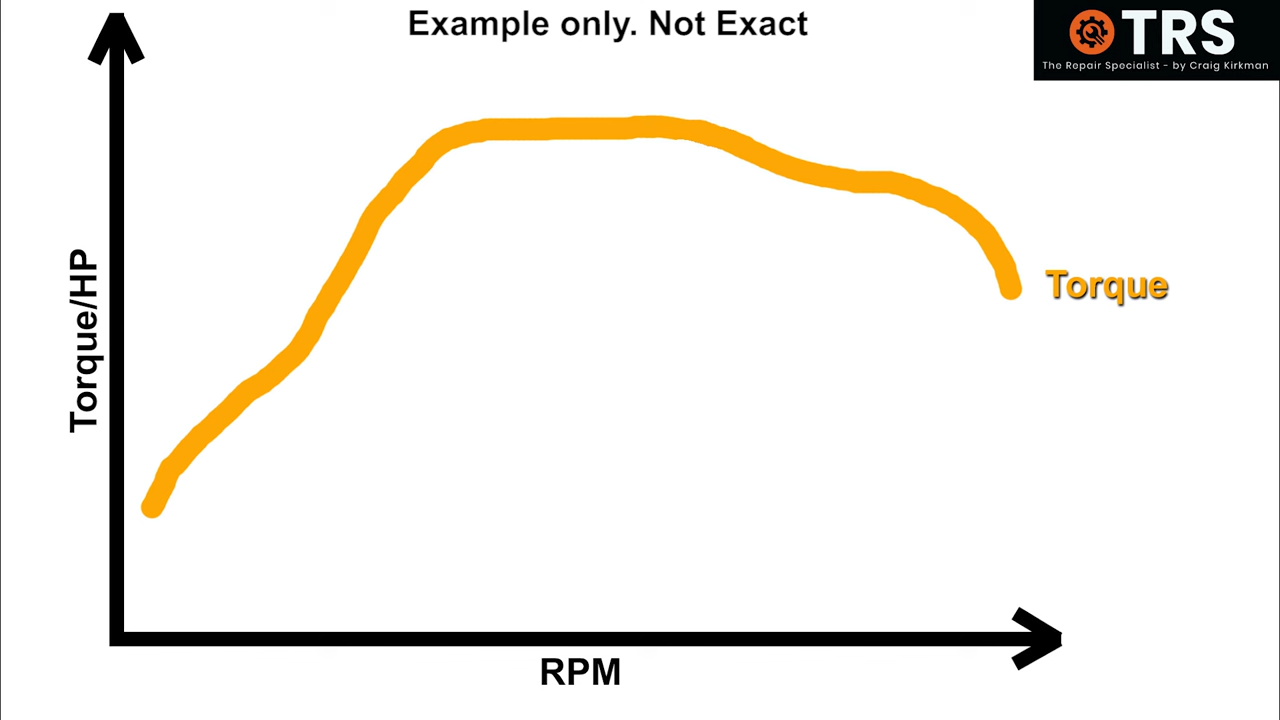 Example only. Not Exact
TRS
The Repair Specialist - by Craig Kirkman
Torque/HP
Torque
RPM